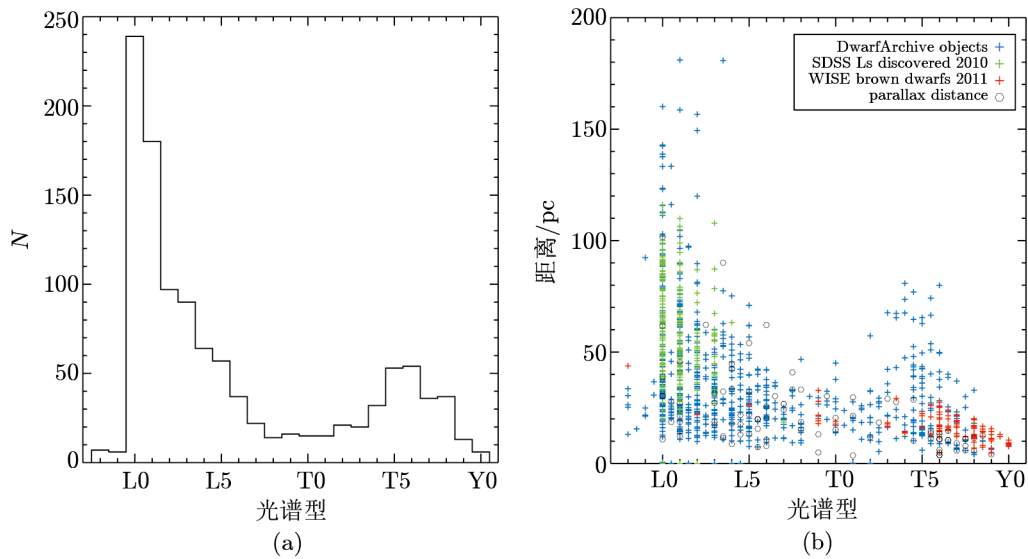 250
200
150
100
50
0
N
L0 L5 T0 T5 Y0
光谱型
(a)
200
150
100
50
0
距离/pc
DwarfArchive objects
SDSS Ls discovered 2010
WISE brown dwarfs 2011
parallax distance
L0 L5 T0 T5 Y0
光谱型
(b)